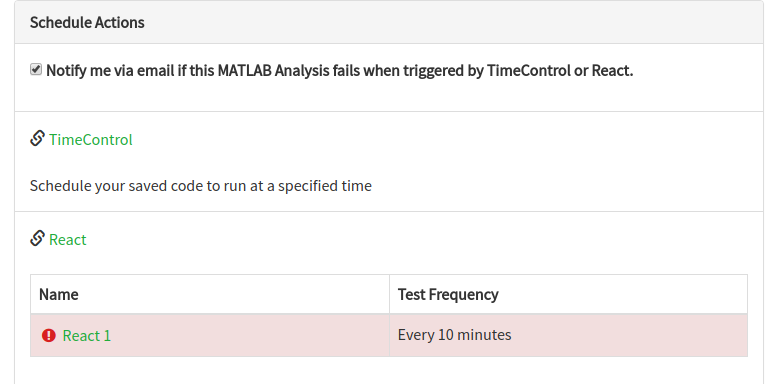 Schedule Actions
Notify me via email if this MATLAB Analysis fails when triggered by TimeControl or React.
TimeControl
Schedule your saved code to run at a specified time
React
Name Test Frequency
React 1 Every 10 minutes